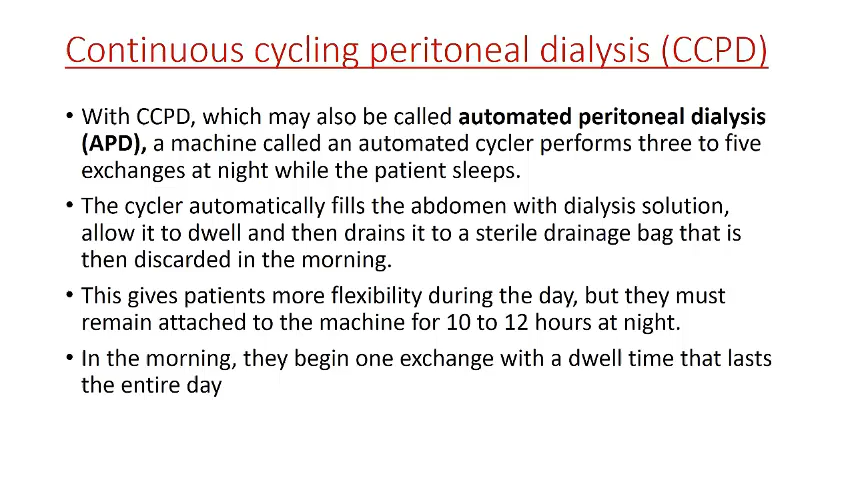 Continuous cycling peritoneal dialysis (CCPD)
• With CCPD, which may also be called automated peritoneal dialysis
(APD), a machine called an automated cycler performs three to five
exchanges at night while the patient sleeps.
• The cycler automatically fills the abdomen with dialysis solution,
allow it to dwell and then drains it to a sterile drainage bag that is
then discarded in the morning.
• This gives patients more flexibility during the day, but they must
remain attached to the machine for 10 to 12 hours at night.
• In the morning, they begin one exchange with a dwell time that lasts
the entire day